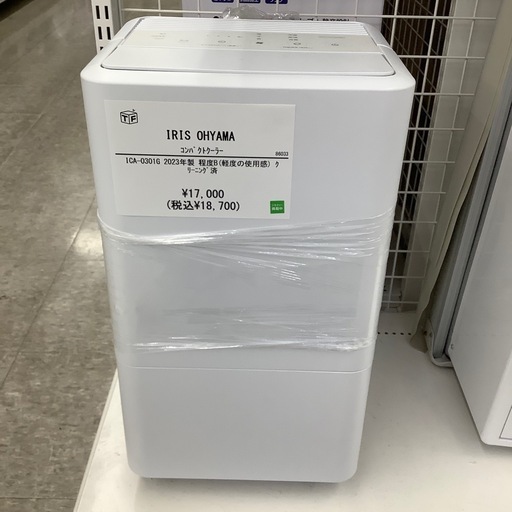 TF
IRIS OHYAMA
コンパクトクーラー
86033
ICA-0301G 2023年製 程度B(軽度の使用感) ク
リーニング済
¥17,000
(税込¥18,700)